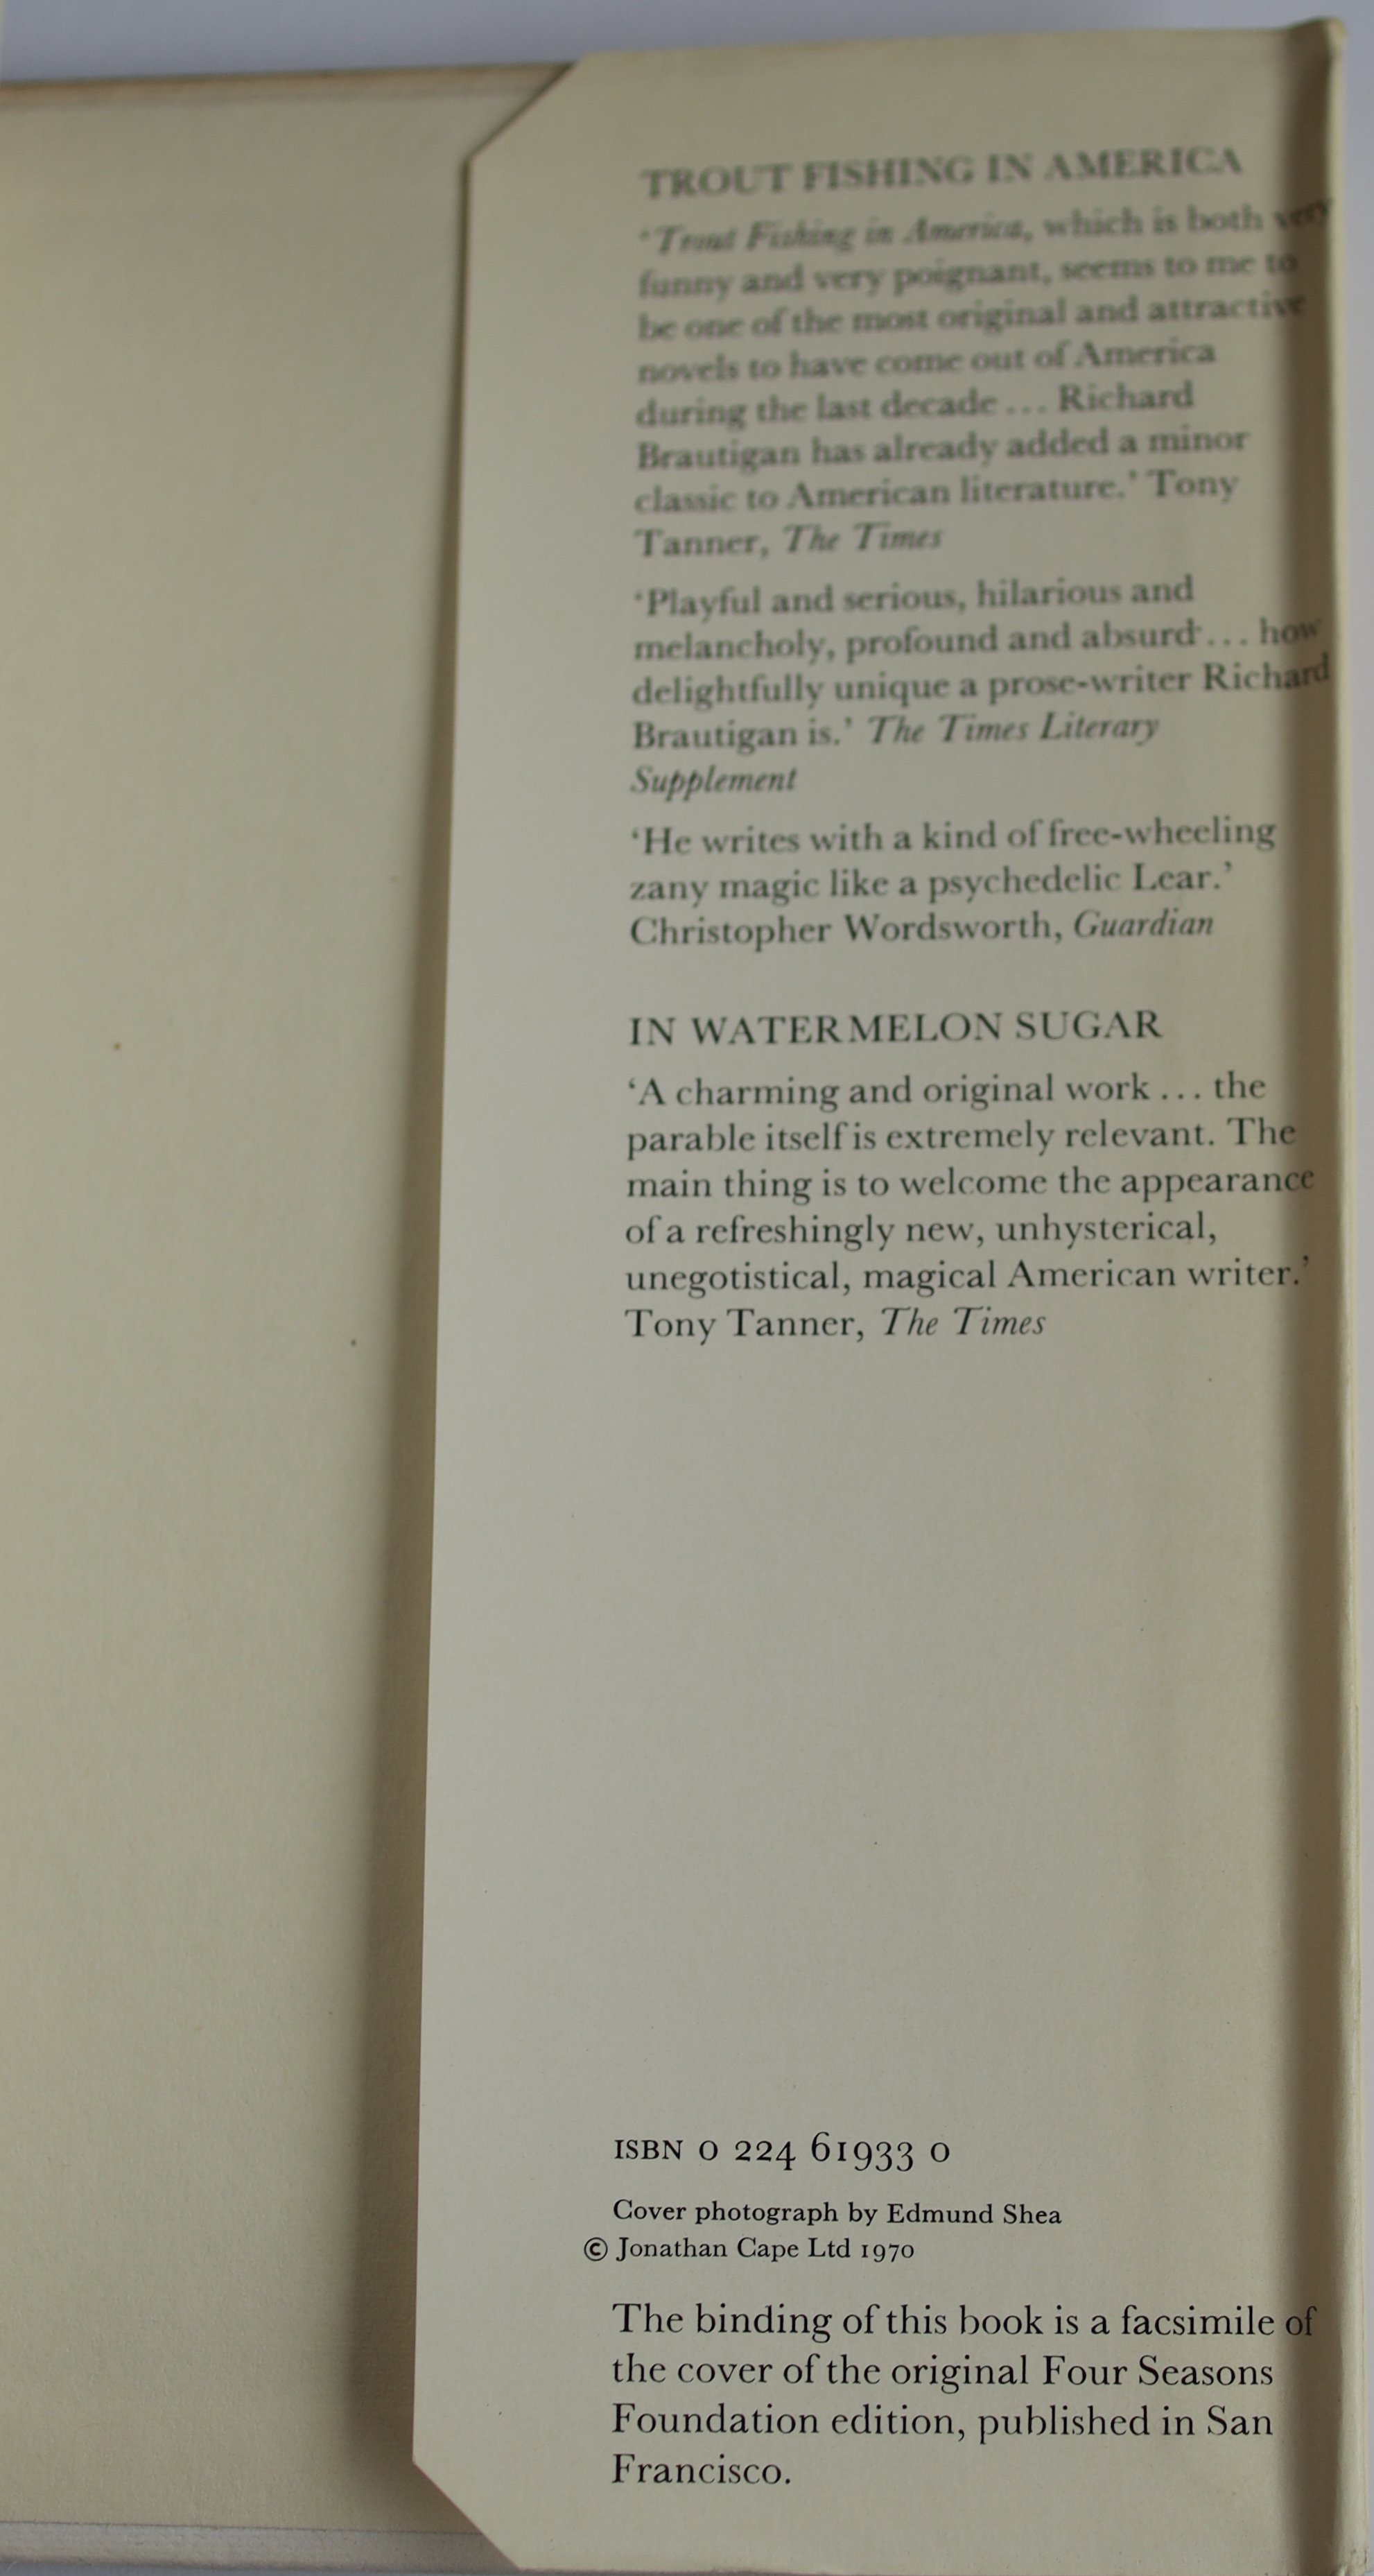 TROUT FISHING IN AMERICA
‘Trout Fishing in America, which is both very
funny and very poignant, seems to me to
be one of the most original and attractive
novels to have come out of America
during the last decade ... Richard
Brautigan has already added a minor
classic to American literature.’ Tony
Tanner, The Times
‘Playful and serious, hilarious and
melancholy, profound and absurd ... how
delightfully unique a prose-writer Richard
Brautigan is.’ The Times Literary
Supplement
‘He writes with a kind of free-wheeling
zany magic like a psychedelic Lear.’
Christopher Wordsworth, Guardian
IN WATERMELON SUGAR
‘A charming and original work ... the
parable itself is extremely relevant. The
main thing is to welcome the appearance
of a refreshingly new, unhysterical,
unegotistical, magical American writer.’
Tony Tanner, The Times
ISBN 0 224 61933 0
Cover photograph by Edmund Shea
© Jonathan Cape Ltd 1970
The binding of this book is a facsimile of
the cover of the original Four Seasons
Foundation edition, published in San
Francisco.